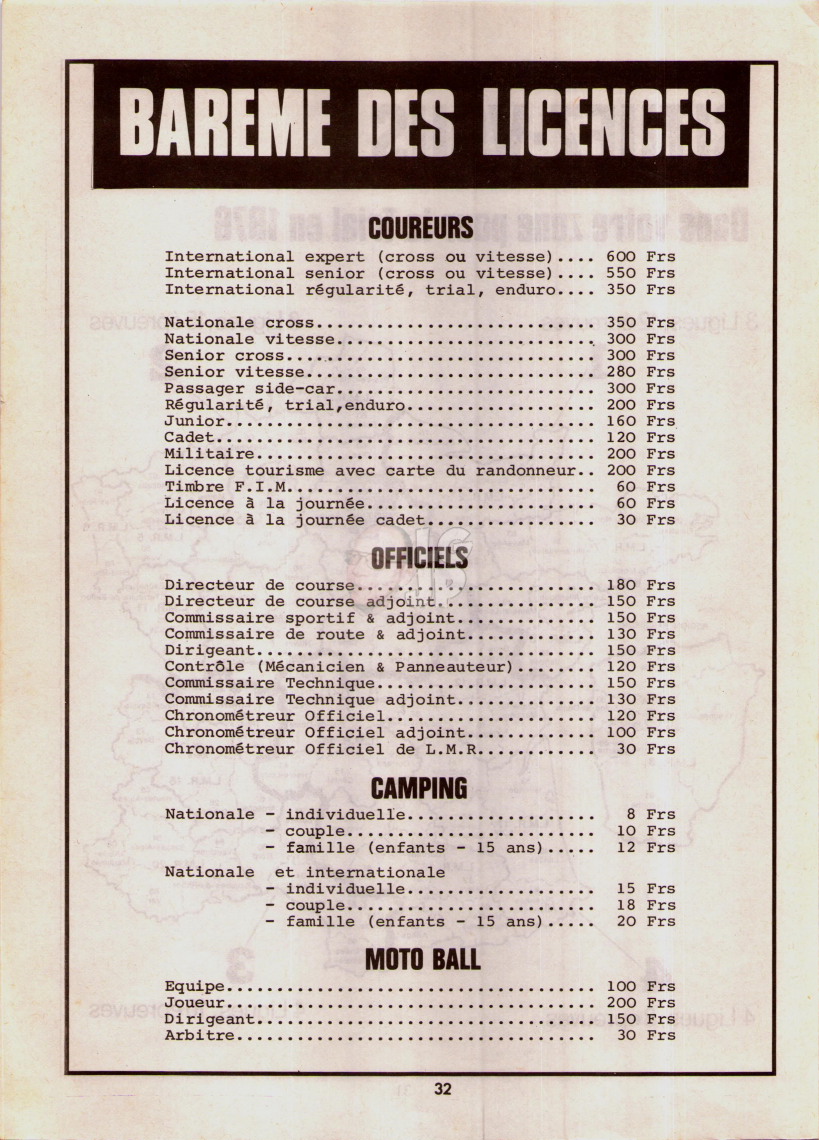 BAREME DES LICENCES
COUREURS
International expert (cross ou vitesse).... 600 Frs
International senior (cross ou vitesse).... 550 Frs
International régularité, trial, enduro.... 350 Frs
Nationale cross............................ 350 Frs
Nationale vitesse.......................... 300 Frs
Senior cross............................... 300 Frs
Senior vitesse............................. 280 Frs
Passager side-car.......................... 300 Frs
Régularité, trial,enduro................... 200 Frs
Junior..................................... 160 Frs
Cadet...................................... 120 Frs
Militaire.................................. 200 Frs
Licence tourisme avec carte du randonneur.. 200 Frs
Timbre F.I.M............................... 60 Frs
Licence à la journée....................... 60 Frs
Licence à la journée cadet................. 30 Frs
OFFICIELS
Directeur de course........................ 180 Frs
Directeur de course adjoint................ 150 Frs
Commissaire sportif & adjoint.............. 150 Frs
Commissaire de route & adjoint............. 130 Frs
Dirigeant.................................. 150 Frs
Contrôle (Mécanicien & Panneauteur)........ 120 Frs
Commissaire Technique...................... 150 Frs
Commissaire Technique adjoint.............. 130 Frs
Chronométreur Officiel..................... 120 Frs
Chronométreur Officiel adjoint............. 100 Frs
Chronométreur Officiel de L.M.R............ 30 Frs
CAMPING
Nationale - individuelle................... 8 Frs
- couple......................... 10 Frs
- famille (enfants - 15 ans)..... 12 Frs
Nationale et internationale
- individuelle................... 15 Frs
- couple......................... 18 Frs
- famille (enfants - 15 ans)..... 20 Frs
MOTO BALL
Equipe..................................... 100 Frs
Joueur..................................... 200 Frs
Dirigeant.................................. 150 Frs
Arbitre.................................... 30 Frs
32